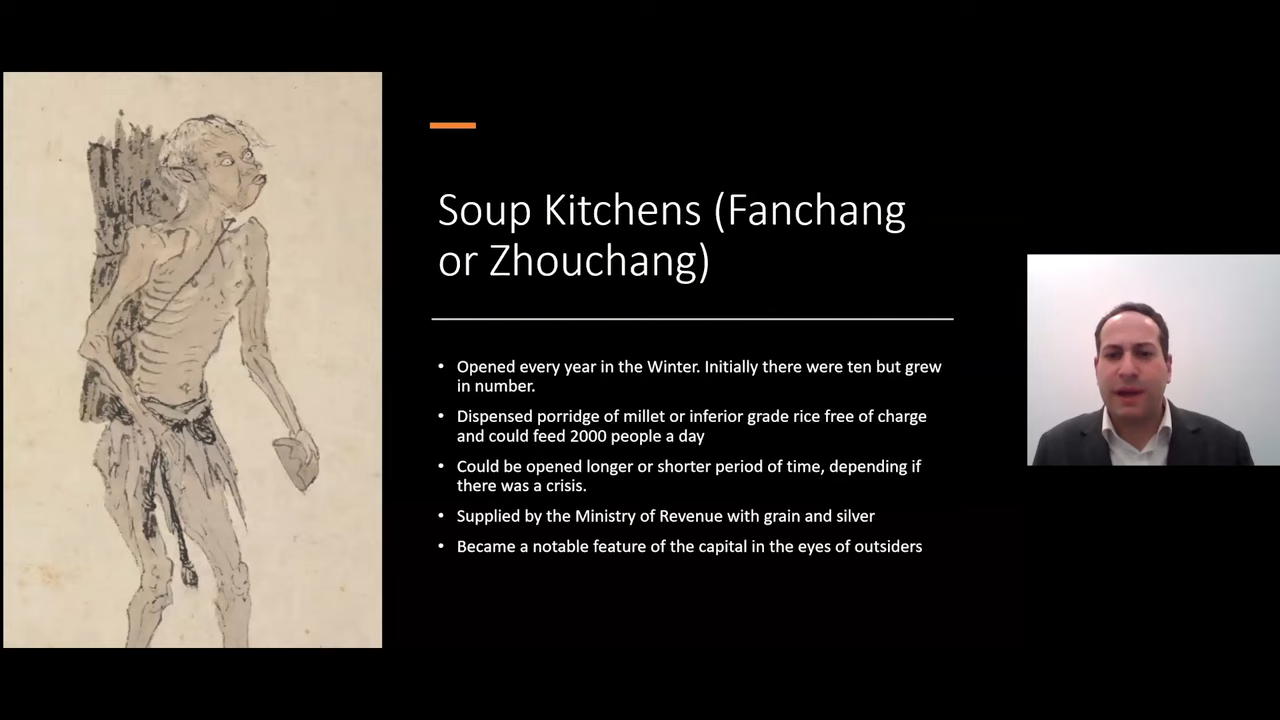 Soup Kitchens (Fanchang
or Zhouchang)
• Opened every year in the Winter. Initially there were ten but grew
in number.
• Dispensed porridge of millet or inferior grade rice free of charge
and could feed 2000 people a day
• Could be opened longer or shorter period of time, depending if
there was a crisis.
• Supplied by the Ministry of Revenue with grain and silver
• Became a notable feature of the capital in the eyes of outsiders